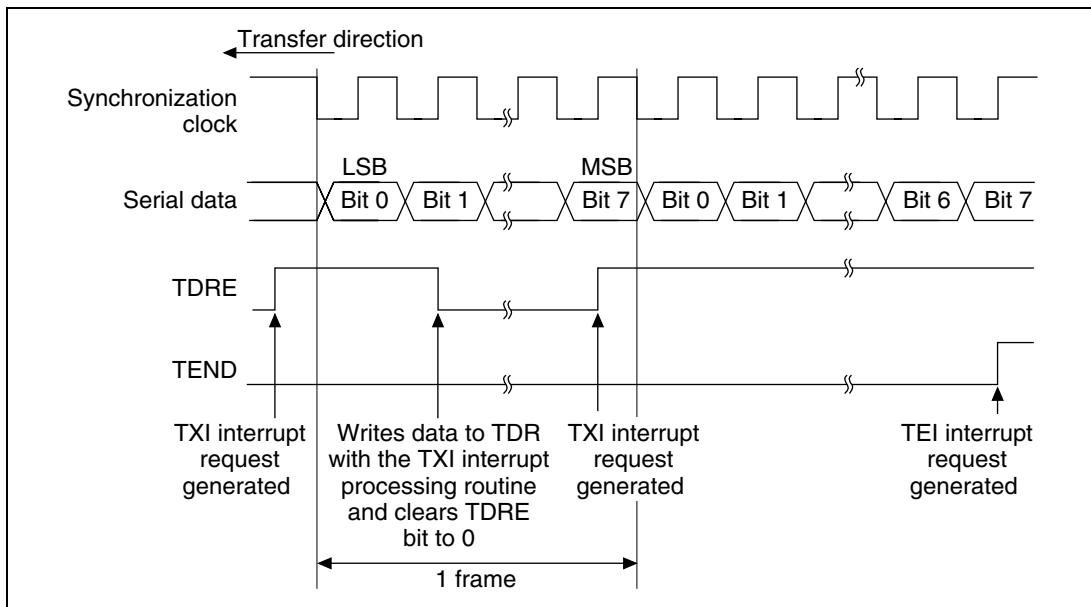 Transfer direction
Synchronization
clock
LSB
MSB
Serial data
Bit 0
Bit 1
Bit 7
Bit 0
Bit 1
Bit 6
Bit 7
TDRE
TEND
TXI interrupt
request
generated
Writes data to TDR
with the TXI interrupt
processing routine
and clears TDRE
bit to 0
TXI interrupt
request
generated
TEI interrupt
request
generated
1 frame